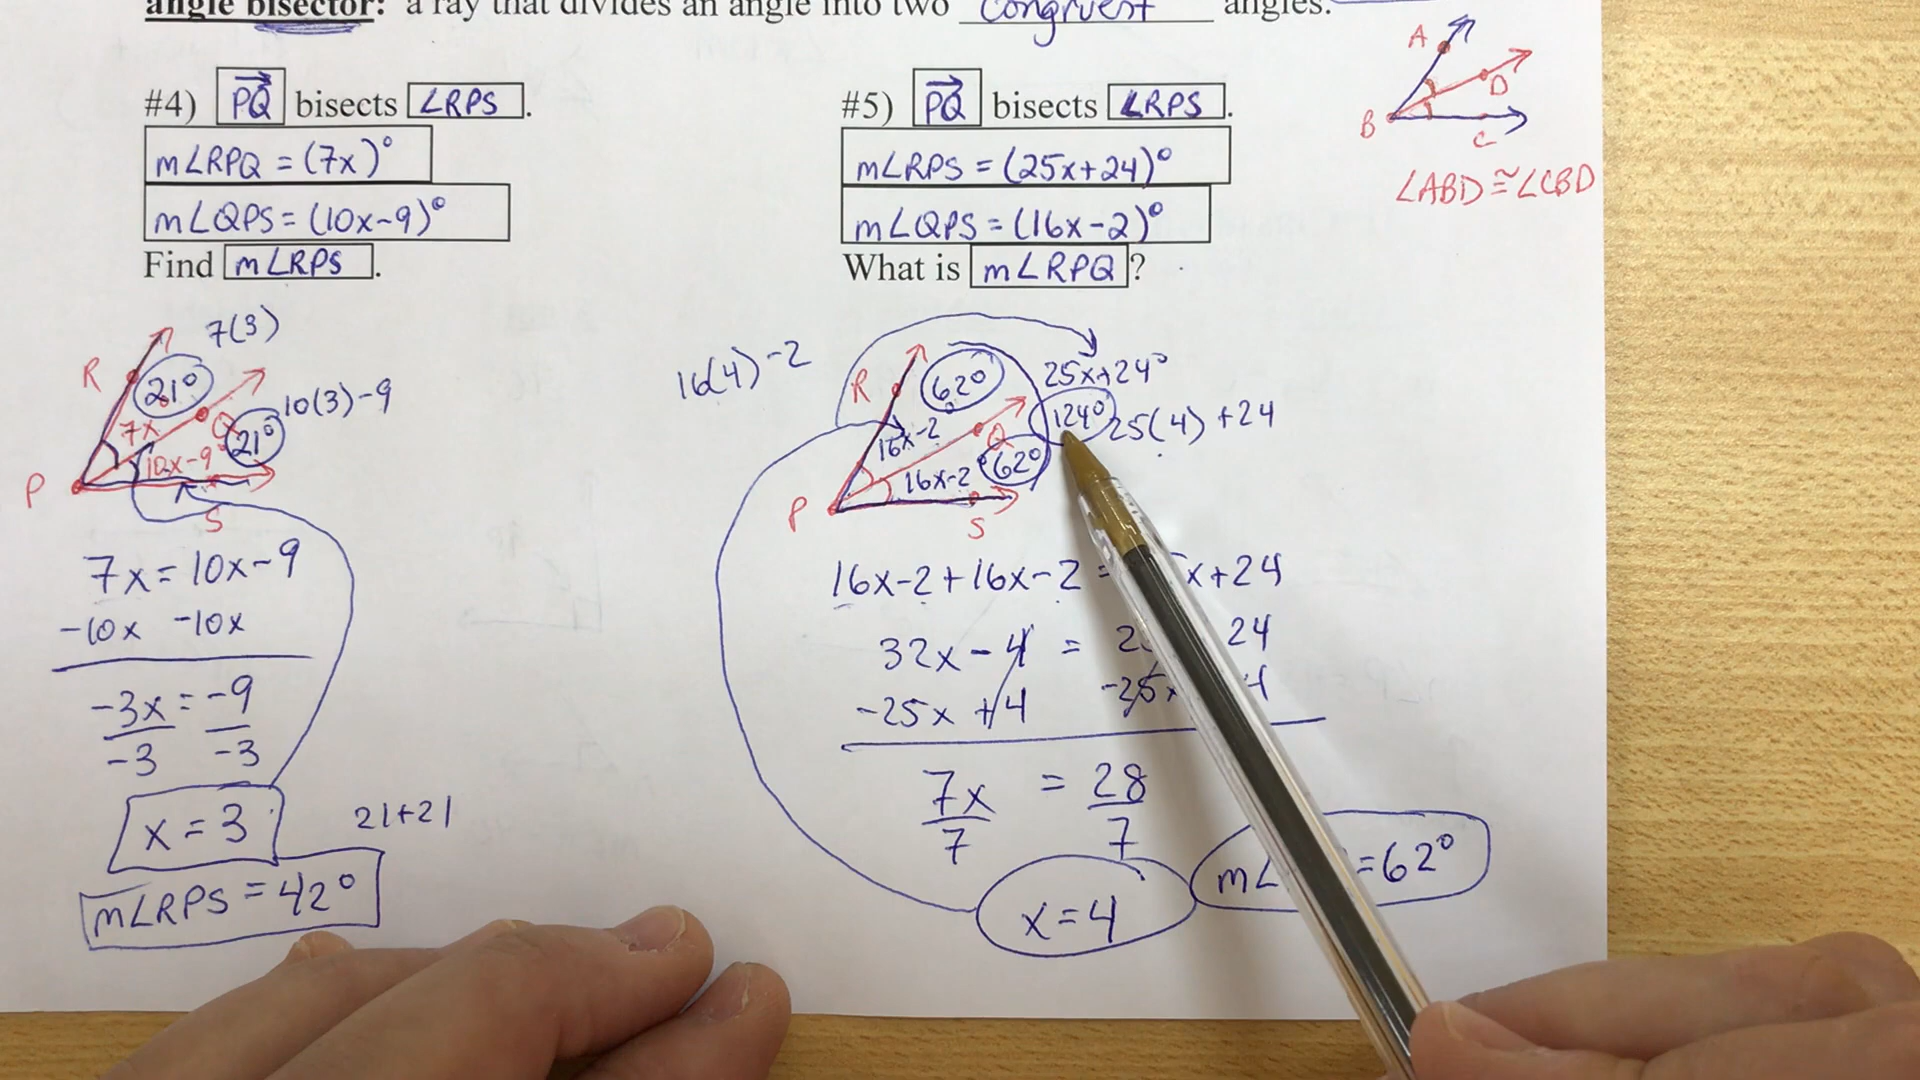 angle bisector: a ray that divides an angle into two congruent angles.
A
D
B
C
∠ABD ≅ ∠CBD
#4) PQ bisects ∠RPS.
m∠RPQ = (7x)°
m∠QPS = (10x-9)°
Find m∠RPS.
7(3)
R
21°
10(3)-9
7x
Q
21°
10x-9
P
S
7x = 10x-9
-10x -10x
-3x = -9
-3 -3
x = 3
21+21
m∠RPS = 42°
#5) PQ bisects ∠RPS.
m∠RPS = (25x+24)°
m∠QPS = (16x-2)°
What is m∠RPQ?
16(4)-2
R
62°
25x+24°
124°
25(4)+24
16x-2
Q
16x-2
62°
P
S
16x-2+16x-2 = x+24
32x-4 = 2 24
-25x +4 -25x 4
7x = 28
7 7
x = 4
m∠ =62°